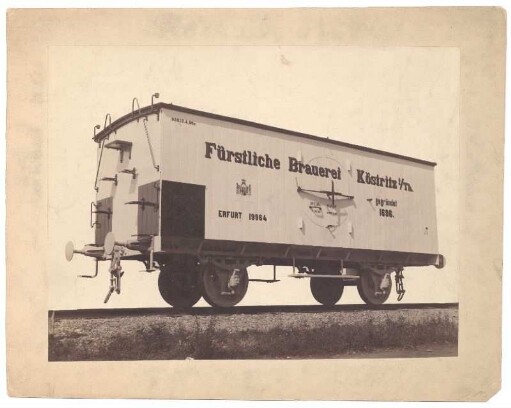 Fürstliche Brauerei Köstritz i/Th.
gegründet
1696.
ERFURT 19964